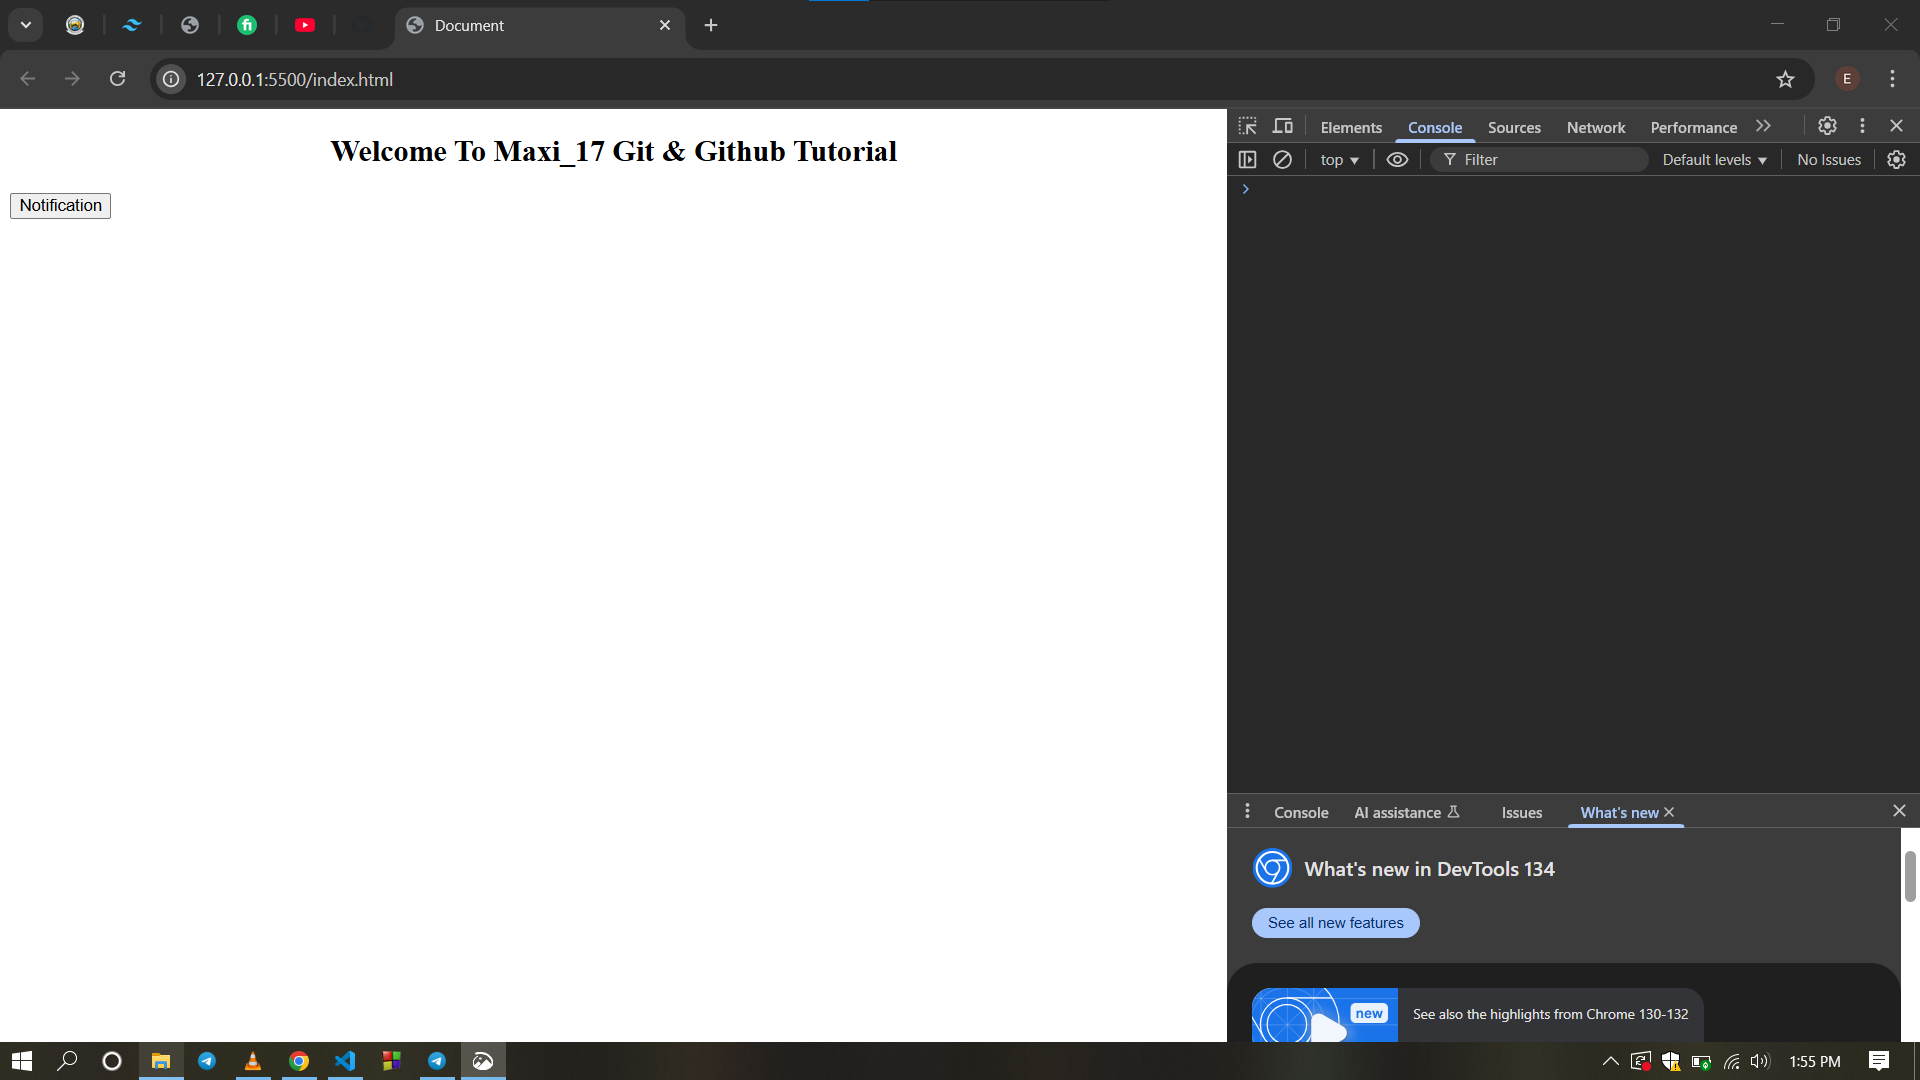 Document
127.0.0.1:5500/index.html
E
Welcome To Maxi_17 Git & Github Tutorial
Notification
Elements Console Sources Network Performance
top Filter Default levels No Issues
Console AI assistance Issues What's new
What's new in DevTools 134
See all new features
new
See also the highlights from Chrome 130-132
1:55 PM